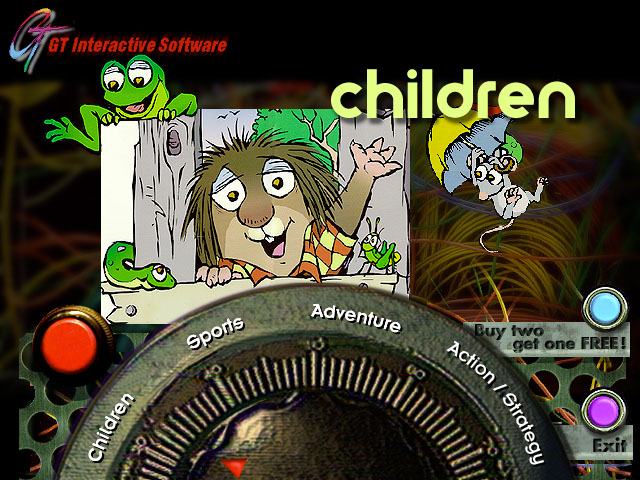 GT Interactive Software
children
Sports
Adventure
Children
Action / Strategy
Buy two
get one FREE!
Exit